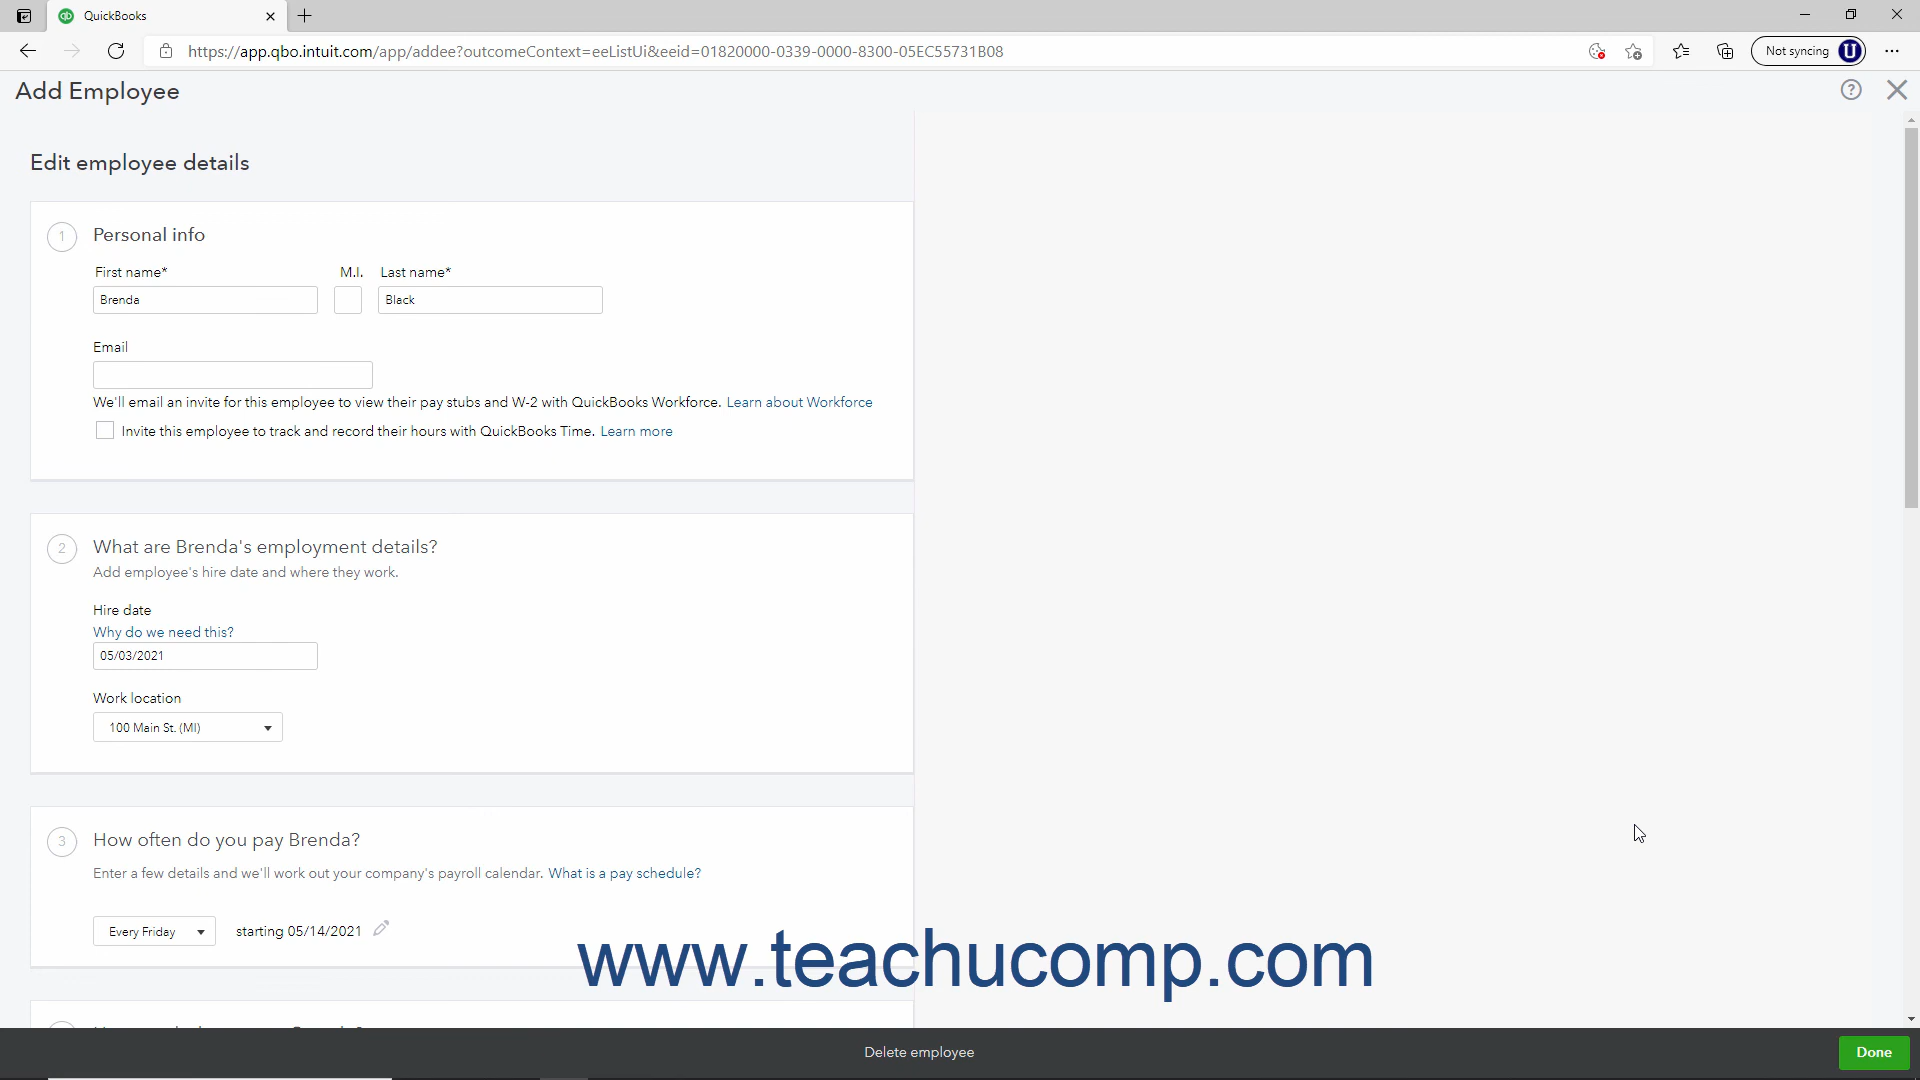 QuickBooks
https://app.qbo.intuit.com/app/addee?outcomeContext=eeListUi&eeid=01820000-0339-0000-8300-05EC55731B08
Not syncing U
Add Employee
Edit employee details
1 Personal info
First name* M.I. Last name*
Brenda Black
Email
We'll email an invite for this employee to view their pay stubs and W-2 with QuickBooks Workforce. Learn about Workforce
Invite this employee to track and record their hours with QuickBooks Time. Learn more
2 What are Brenda's employment details?
Add employee's hire date and where they work.
Hire date
Why do we need this?
05/03/2021
Work location
100 Main St. (MI)
3 How often do you pay Brenda?
Enter a few details and we'll work out your company's payroll calendar. What is a pay schedule?
Every Friday starting 05/14/2021
www.teachucomp.com
Delete employee
Done